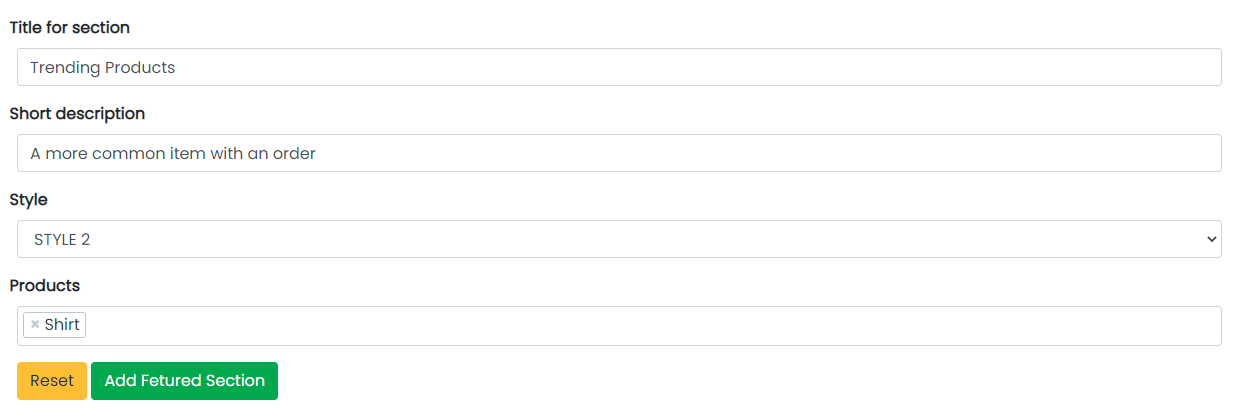 Title for section
Trending Products
Short description
A more common item with an order
Style
STYLE 2
Products
× Shirt
Reset Add Fetured Section